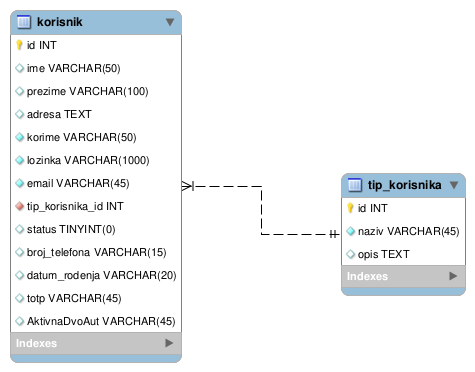 korisnik
id INT
ime VARCHAR(50)
prezime VARCHAR(100)
adresa TEXT
korime VARCHAR(50)
lozinka VARCHAR(1000)
email VARCHAR(45)
tip_korisnika_id INT
status TINYINT(0)
broj_telefona VARCHAR(15)
datum_rodenja VARCHAR(20)
totp VARCHAR(45)
AktivnaDvoAut VARCHAR(45)
Indexes
tip_korisnika
id INT
naziv VARCHAR(45)
opis TEXT
Indexes